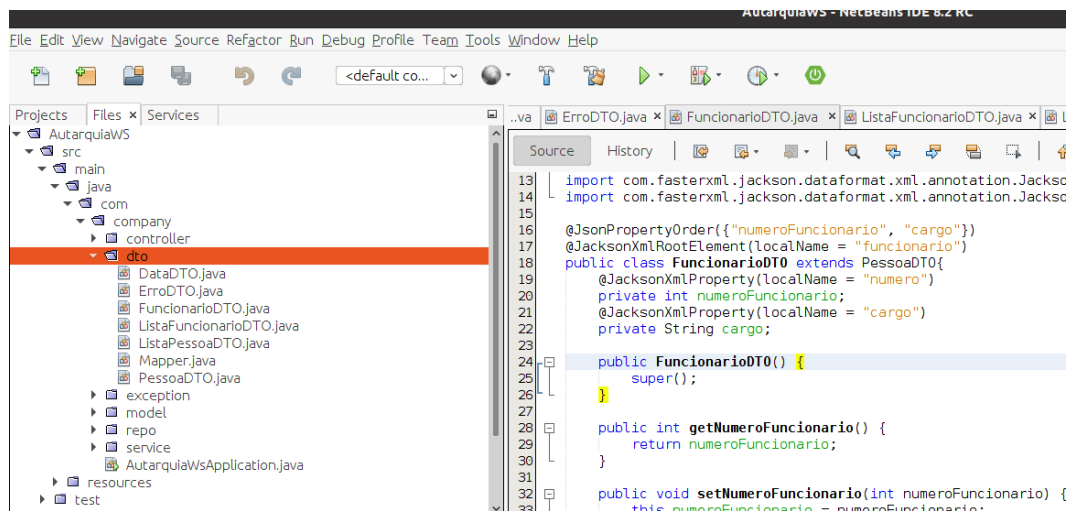 AutarquiaWS - NetBeans IDE 8.2 RC
File Edit View Navigate Source Refactor Run Debug Profile Team Tools Window Help
<default co...
Projects Files × Services
..va ErroDTO.java × FuncionarioDTO.java × ListaFuncionarioDTO.java ×
AutarquiaWS
src
main
java
com
company
controller
dto
DataDTO.java
ErroDTO.java
FuncionarioDTO.java
ListaFuncionarioDTO.java
ListaPessoaDTO.java
Mapper.java
PessoaDTO.java
exception
model
repo
service
AutarquiaWsApplication.java
resources
test
Source History
13 import com.fasterxml.jackson.dataformat.xml.annotation.Jackso
14 import com.fasterxml.jackson.dataformat.xml.annotation.Jackso
15
16 @JsonPropertyOrder({"numeroFuncionario", "cargo"})
17 @JacksonXmlRootElement(localName = "funcionario")
18 public class FuncionarioDTO extends PessoaDTO{
19 @JacksonXmlProperty(localName = "numero")
20 private int numeroFuncionario;
21 @JacksonXmlProperty(localName = "cargo")
22 private String cargo;
23
24 public FuncionarioDTO() {
25 super();
26 }
27
28 public int getNumeroFuncionario() {
29 return numeroFuncionario;
30 }
31
32 public void setNumeroFuncionario(int numeroFuncionario) {
33 this.numeroFuncionario = numeroFuncionario;